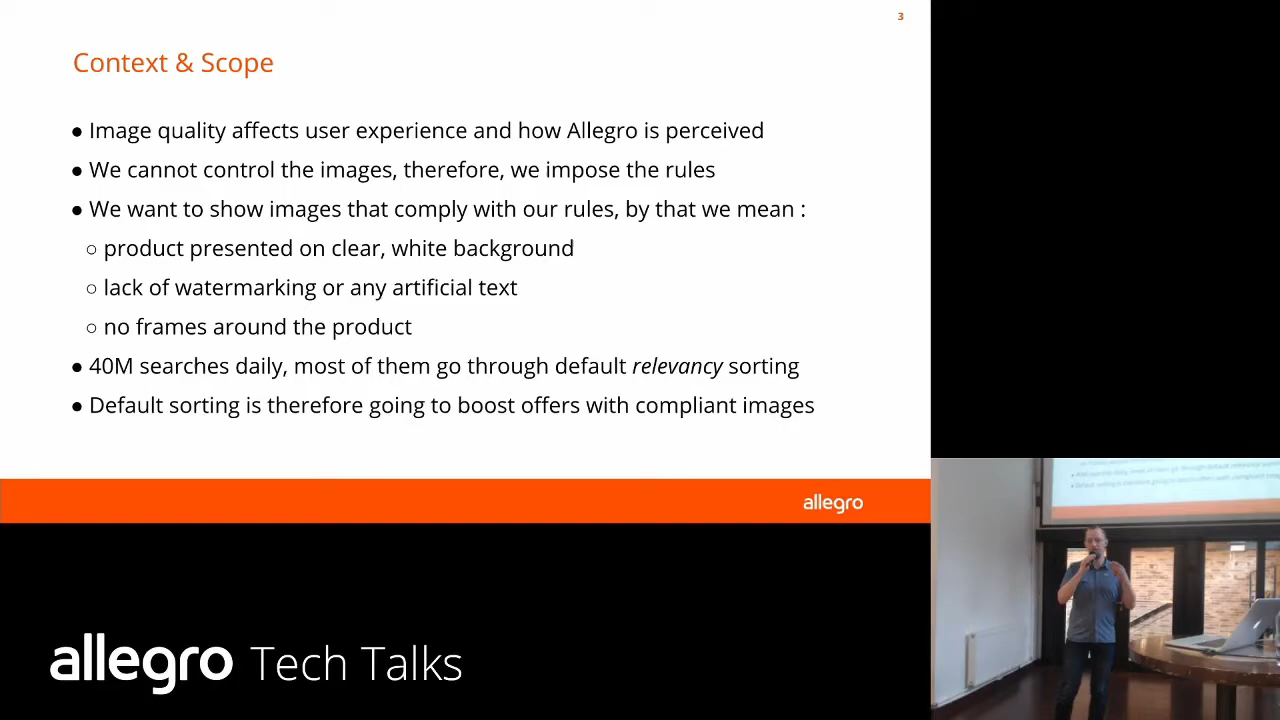 3
Context & Scope
● Image quality affects user experience and how Allegro is perceived
● We cannot control the images, therefore, we impose the rules
● We want to show images that comply with our rules, by that we mean :
○ product presented on clear, white background
○ lack of watermarking or any artificial text
○ no frames around the product
● 40M searches daily, most of them go through default relevancy sorting
● Default sorting is therefore going to boost offers with compliant images
allegro
allegro Tech Talks